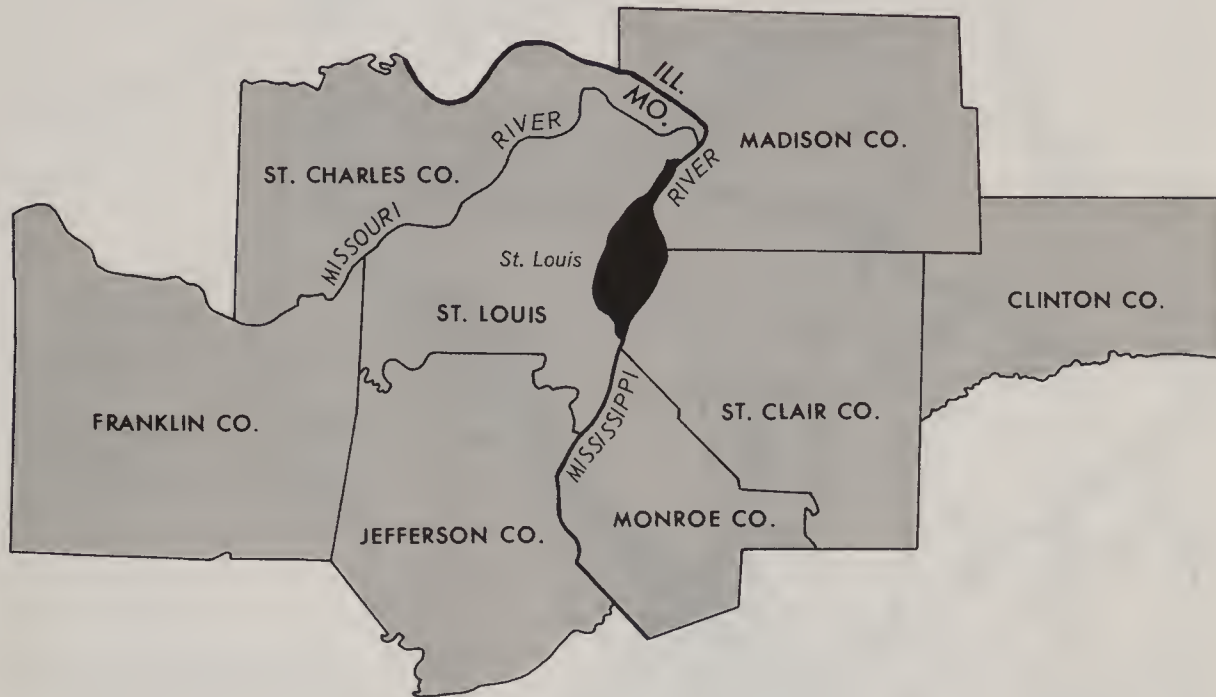 ILL.
MO.
MADISON CO.
RIVER
ST. CHARLES CO.
MISSOURI
RIVER
St. Louis
ST. LOUIS
CLINTON CO.
FRANKLIN CO.
ST. CLAIR CO.
MISSISSIPPI
JEFFERSON CO.
MONROE CO.